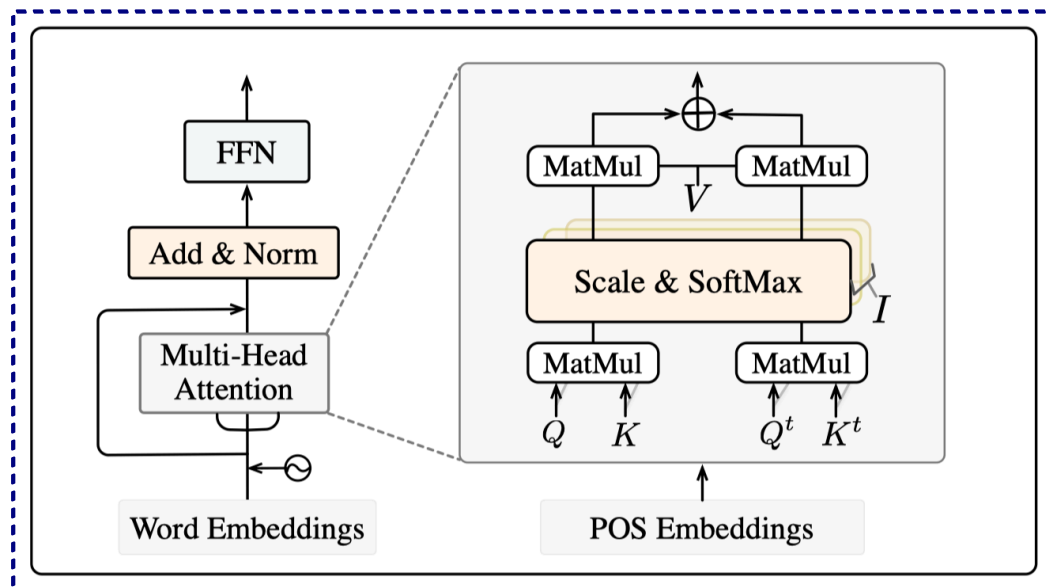 FFN
Add & Norm
Multi-Head
Attention
Word Embeddings
MatMul
MatMul
V
Scale & SoftMax
I
MatMul
MatMul
Q
K
Q^t
K^t
POS Embeddings